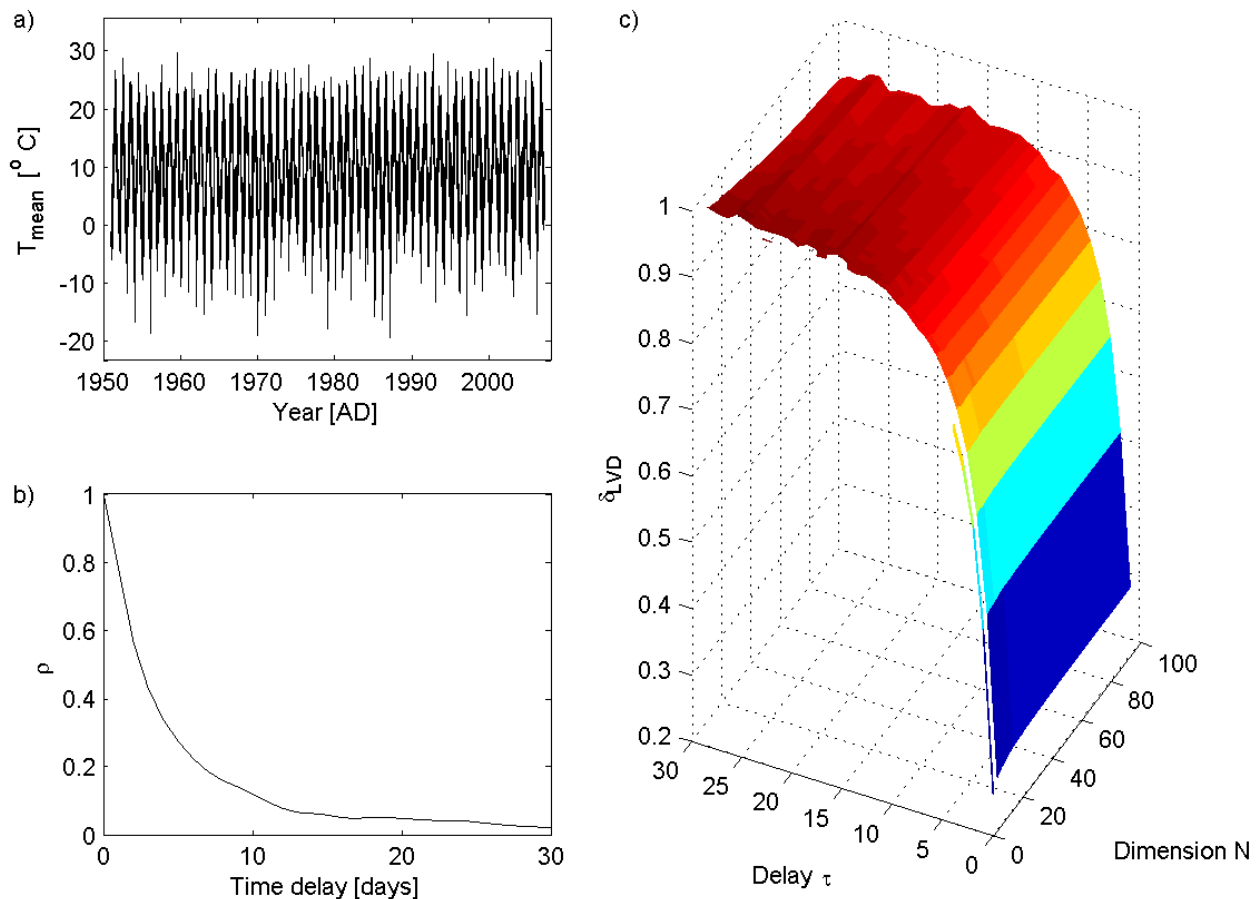 a)
30
20
10
0
-10
-20
T_mean [° C]
1950 1960 1970 1980 1990 2000
Year [AD]
b)
1
0.8
0.6
0.4
0.2
0
ρ
0 10 20 30
Time delay [days]
c)
1
0.9
0.8
0.7
0.6
0.5
0.4
0.3
0.2
δ_LVD
30 25 20 15 10 5 0
Delay τ
0 20 40 60 80 100
Dimension N